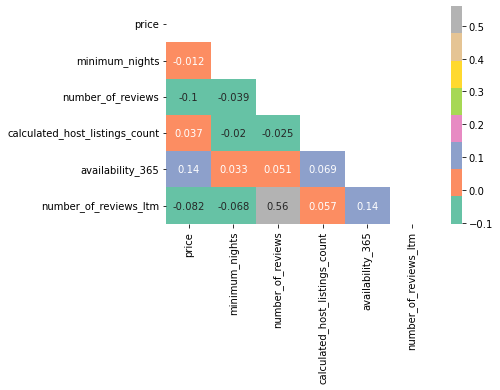 price
minimum_nights
-0.012
number_of_reviews
-0.1 -0.039
calculated_host_listings_count
0.037 -0.02 -0.025
availability_365
0.14 0.033 0.051 0.069
number_of_reviews_ltm
-0.082 -0.068 0.56 0.057 0.14
price
minimum_nights
number_of_reviews
calculated_host_listings_count
availability_365
number_of_reviews_ltm
0.5
0.4
0.3
0.2
0.1
0.0
−0.1